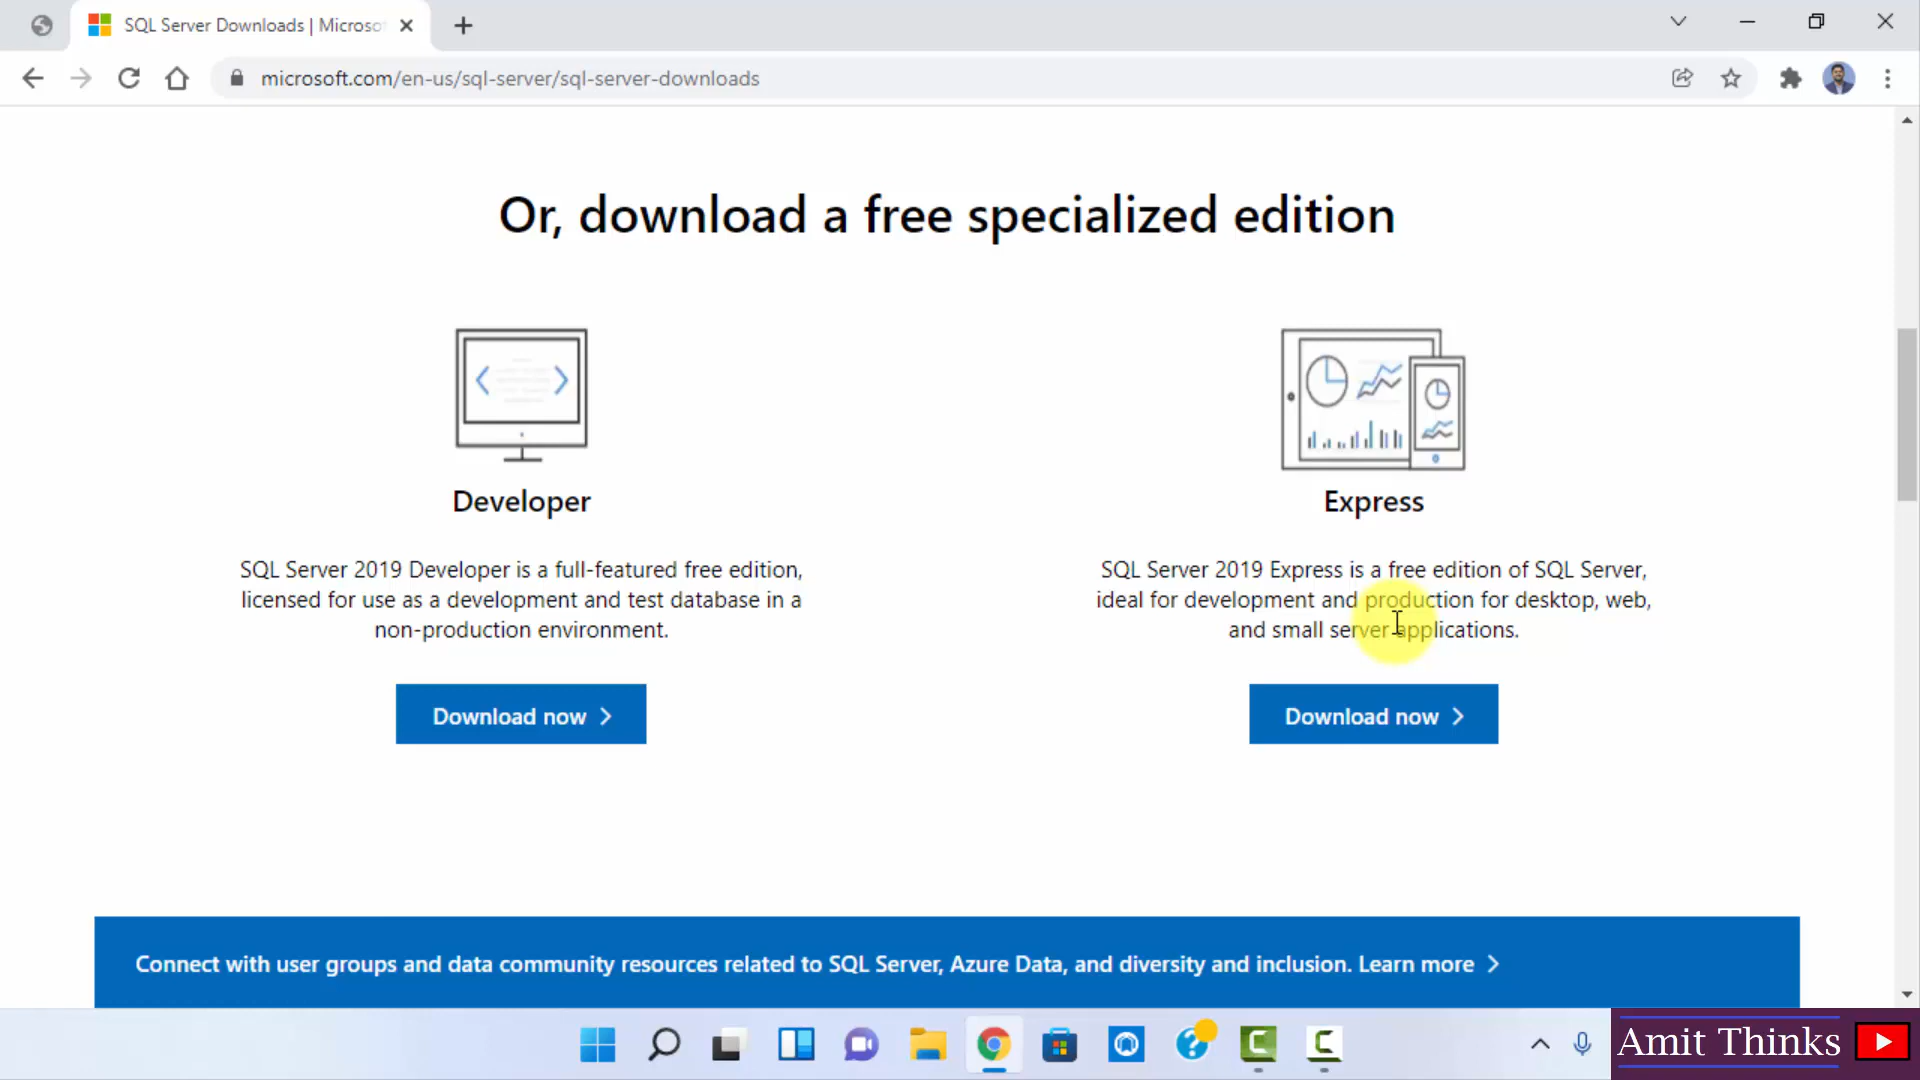 SQL Server Downloads | Microso
microsoft.com/en-us/sql-server/sql-server-downloads
Or, download a free specialized edition
Developer
SQL Server 2019 Developer is a full-featured free edition,
licensed for use as a development and test database in a
non-production environment.
Download now
Express
SQL Server 2019 Express is a free edition of SQL Server,
ideal for development and production for desktop, web,
and small server applications.
Download now
Connect with user groups and data community resources related to SQL Server, Azure Data, and diversity and inclusion. Learn more
Amit Thinks